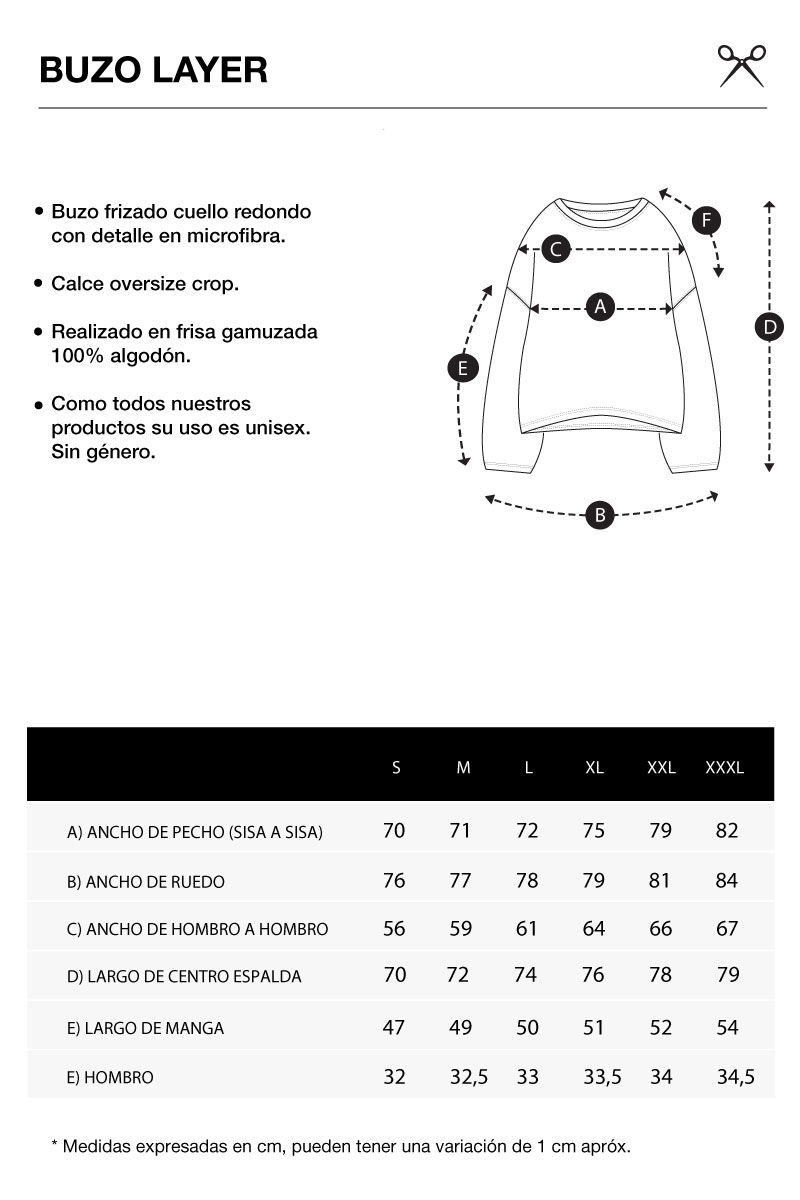 BUZO LAYER
• Buzo frizado cuello redondo
con detalle en microfibra.
• Calce oversize crop.
• Realizado en frisa gamuzada
100% algodón.
• Como todos nuestros
productos su uso es unisex.
Sin género.
F
C
A
D
E
B
S M L XL XXL XXXL
A) ANCHO DE PECHO (SISA A SISA) 70 71 72 75 79 82
B) ANCHO DE RUEDO 76 77 78 79 81 84
C) ANCHO DE HOMBRO A HOMBRO 56 59 61 64 66 67
D) LARGO DE CENTRO ESPALDA 70 72 74 76 78 79
E) LARGO DE MANGA 47 49 50 51 52 54
E) HOMBRO 32 32,5 33 33,5 34 34,5
* Medidas expresadas en cm, pueden tener una variación de 1 cm apróx.